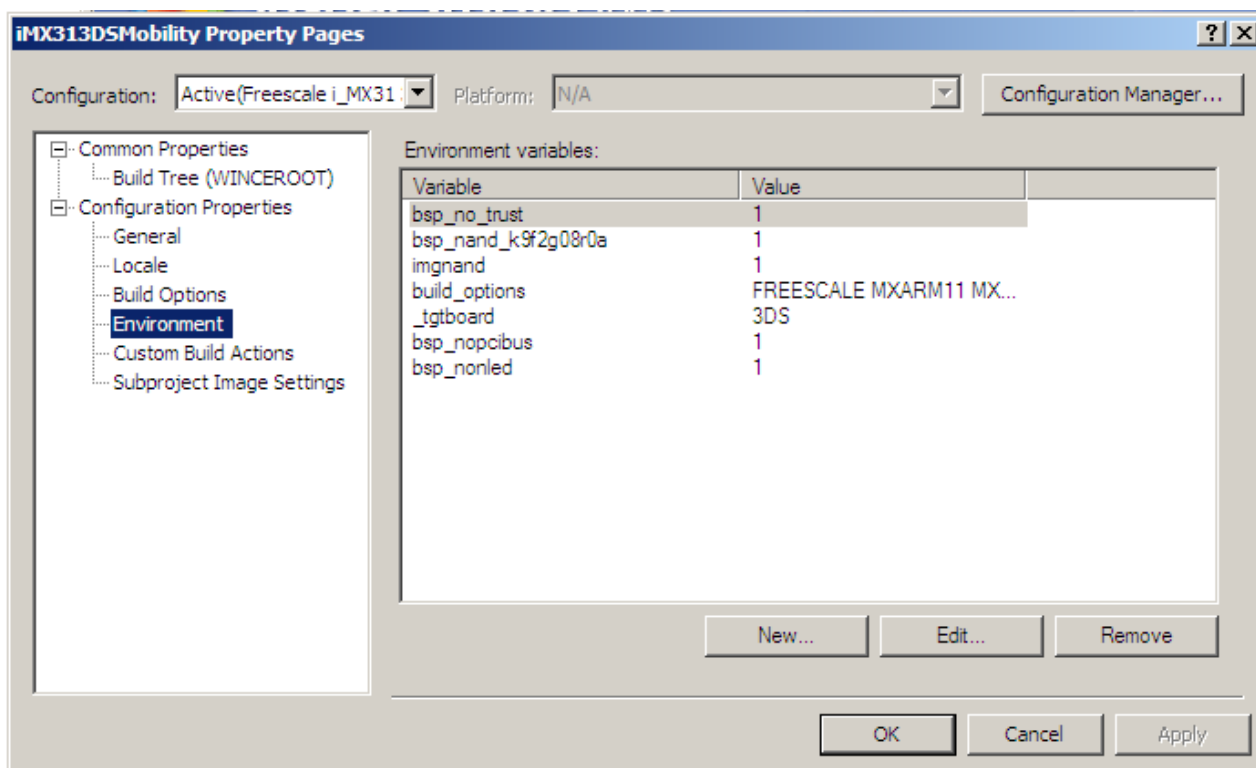 iMX313DSMobility Property Pages
Configuration: Active(Freescale i_MX31 Platform: N/A Configuration Manager...
Common Properties
Build Tree (WINCEROOT)
Configuration Properties
General
Locale
Build Options
Environment
Custom Build Actions
Subproject Image Settings
Environment variables:
Variable Value
bsp_no_trust 1
bsp_nand_k9f2g08r0a 1
imgnand 1
build_options FREESCALE MXARM11 MX...
_tgtboard 3DS
bsp_nopcibus 1
bsp_nonled 1
New... Edit... Remove
OK Cancel Apply